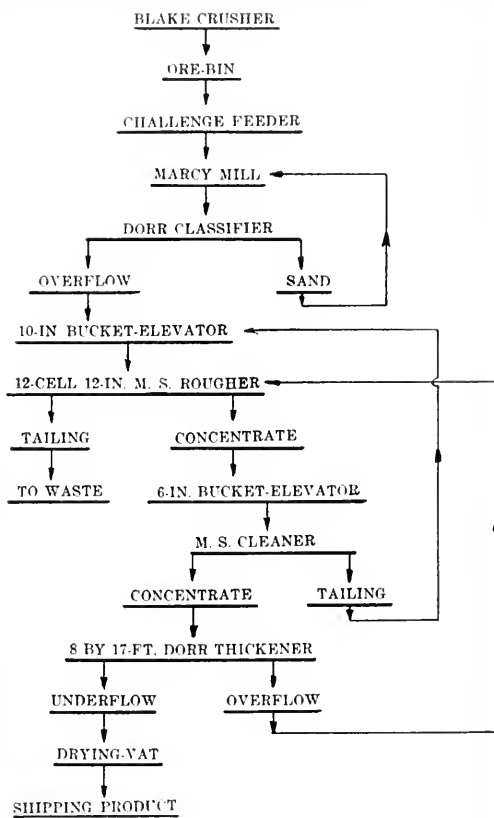 BLAKE CRUSHER
ORE-BIN
CHALLENGE FEEDER
MARCY MILL
DORR CLASSIFIER
OVERFLOW SAND
10-IN BUCKET-ELEVATOR
12-CELL 12-IN. M. S. ROUGHER
TAILING CONCENTRATE
TO WASTE 6-IN. BUCKET-ELEVATOR
M. S. CLEANER
CONCENTRATE TAILING
8 BY 17-FT. DORR THICKENER
UNDERFLOW OVERFLOW
DRYING-VAT
SHIPPING PRODUCT